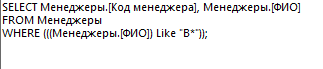 SELECT Менеджеры.[Код менеджера], Менеджеры.[ФИО]
FROM Менеджеры
WHERE (((Менеджеры.[ФИО]) Like "В*"));